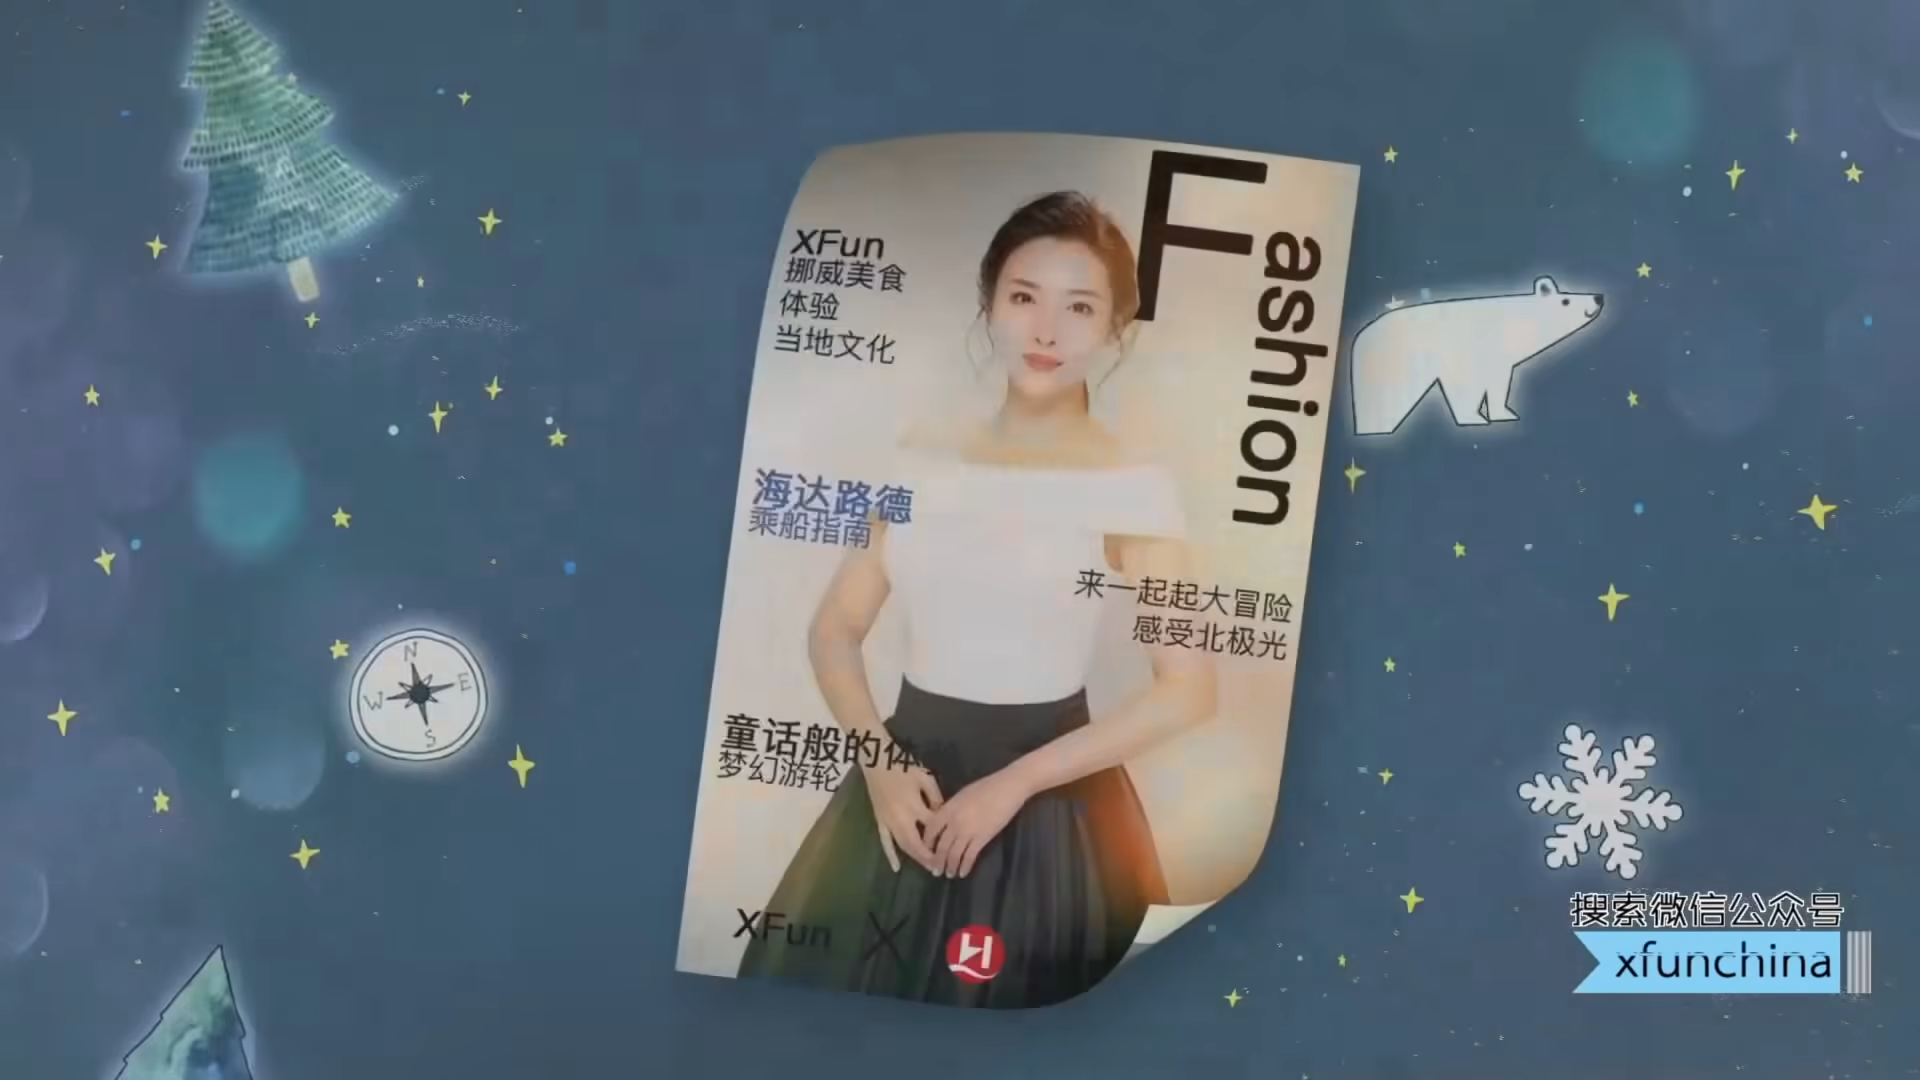 Fashion
XFun
挪威美食
体验
当地文化
海达路德
乘船指南
来一起起大冒险
感受北极光
童话般的体
梦幻游轮
XFun X H
N
E
W
S
搜索微信公众号
xfunchina